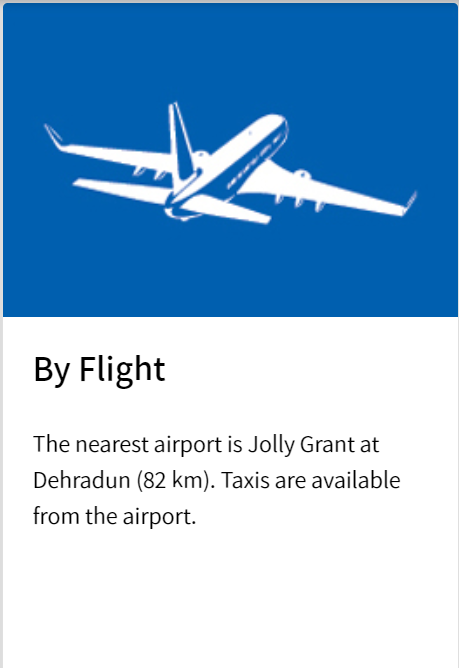 By Flight
The nearest airport is Jolly Grant at
Dehradun (82 km). Taxis are available
from the airport.